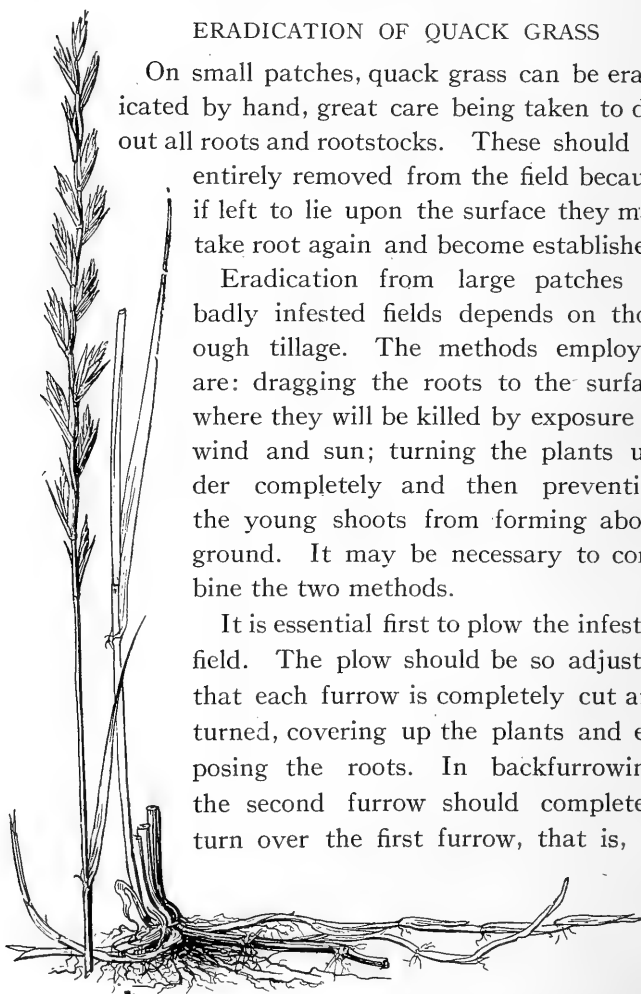 ERADICATION OF QUACK GRASS
On small patches, quack grass can be era
icated by hand, great care being taken to d
out all roots and rootstocks. These should
entirely removed from the field becau
if left to lie upon the surface they m
take root again and become establishe
Eradication from large patches
badly infested fields depends on tho
ough tillage. The methods employ
are: dragging the roots to the surfa
where they will be killed by exposure
wind and sun; turning the plants u
der completely and then preventi
the young shoots from forming abo
ground. It may be necessary to co
bine the two methods.
It is essential first to plow the infest
field. The plow should be so adjust
that each furrow is completely cut a
turned, covering up the plants and e
posing the roots. In backfurrowin
the second furrow should complete
turn over the first furrow, that is,